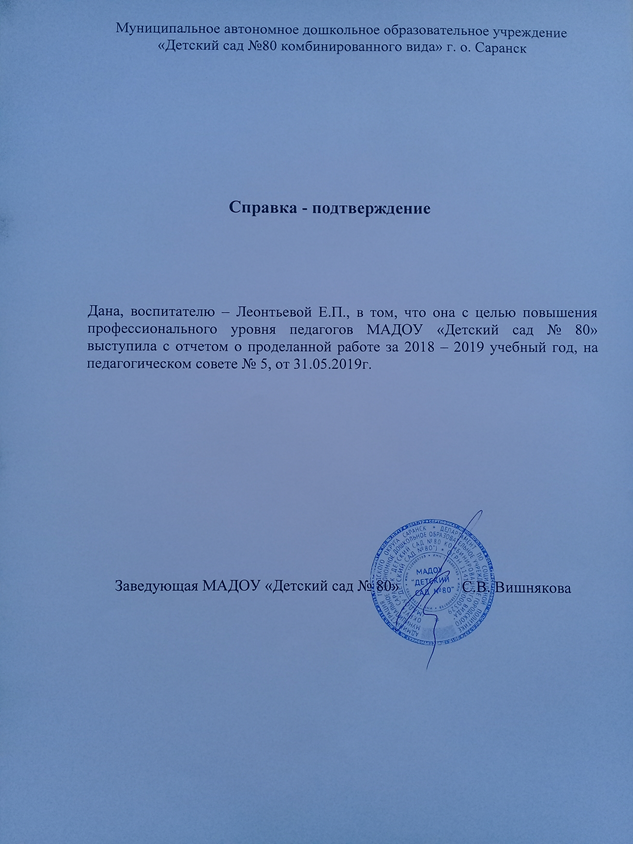 Муниципальное автономное дошкольное образовательное учреждение
«Детский сад №80 комбинированного вида» г. о. Саранск
Справка - подтверждение
Дана, воспитателю – Леонтьевой Е.П., в том, что она с целью повышения
профессионального уровня педагогов МАДОУ «Детский сад № 80»
выступила с отчетом о проделанной работе за 2018 – 2019 учебный год, на
педагогическом совете № 5, от 31.05.2019г.
Заведующая МАДОУ «Детский сад № 80» С.В. Вишнякова
МАДОУ
"ДЕТСКИЙ
САД №80"